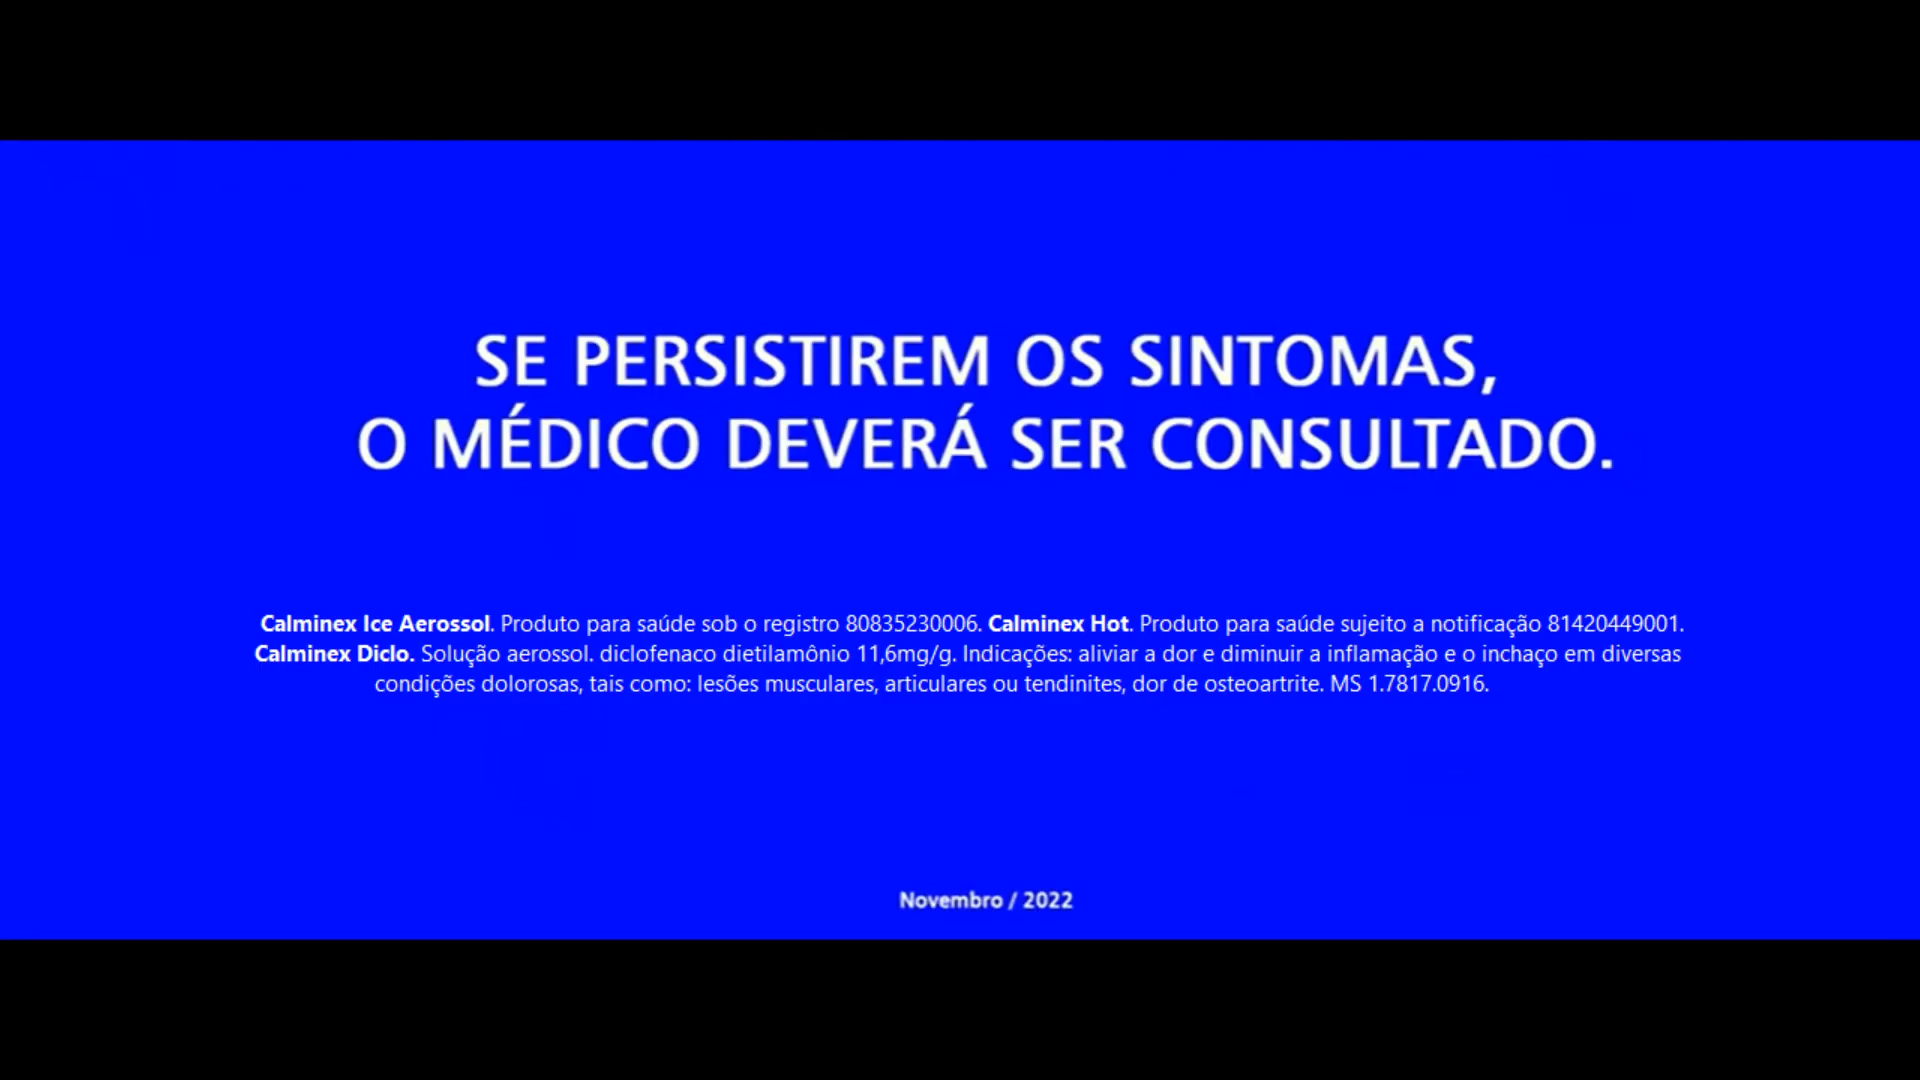 SE PERSISTIREM OS SINTOMAS,
O MÉDICO DEVERÁ SER CONSULTADO.
Calminex Ice Aerossol. Produto para saúde sob o registro 80835230006. Calminex Hot. Produto para saúde sujeito a notificação 81420449001.
Calminex Diclo. Solução aerossol. diclofenaco dietilamônio 11,6mg/g. Indicações: aliviar a dor e diminuir a inflamação e o inchaço em diversas
condições dolorosas, tais como: lesões musculares, articulares ou tendinites, dor de osteoartrite. MS 1.7817.0916.
Novembro / 2022